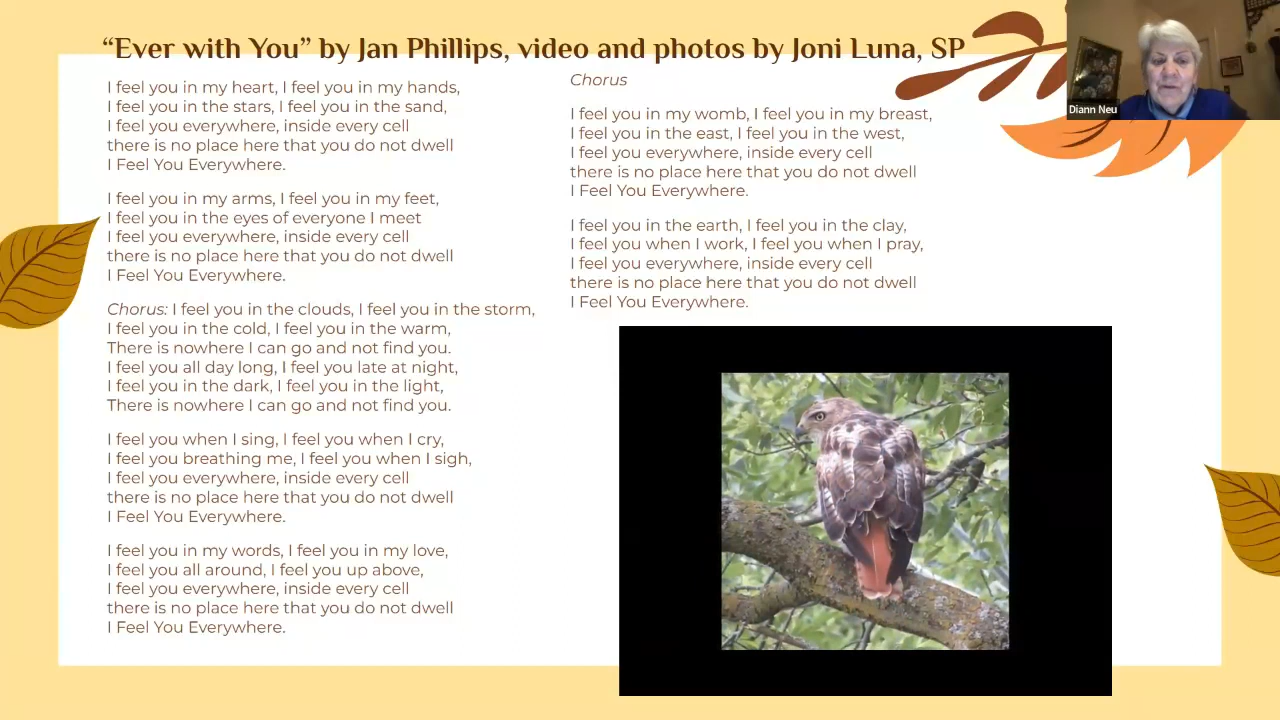 “Ever with You” by Jan Phillips, video and photos by Joni Luna, SP
I feel you in my heart, I feel you in my hands,
I feel you in the stars, I feel you in the sand,
I feel you everywhere, inside every cell
there is no place here that you do not dwell
I Feel You Everywhere.
I feel you in my arms, I feel you in my feet,
I feel you in the eyes of everyone I meet
I feel you everywhere, inside every cell
there is no place here that you do not dwell
I Feel You Everywhere.
Chorus: I feel you in the clouds, I feel you in the storm,
I feel you in the cold, I feel you in the warm,
There is nowhere I can go and not find you.
I feel you all day long, I feel you late at night,
I feel you in the dark, I feel you in the light,
There is nowhere I can go and not find you.
I feel you when I sing, I feel you when I cry,
I feel you breathing me, I feel you when I sigh,
I feel you everywhere, inside every cell
there is no place here that you do not dwell
I Feel You Everywhere.
I feel you in my words, I feel you in my love,
I feel you all around, I feel you up above,
I feel you everywhere, inside every cell
there is no place here that you do not dwell
I Feel You Everywhere.
Chorus
I feel you in my womb, I feel you in my breast,
I feel you in the east, I feel you in the west,
I feel you everywhere, inside every cell
there is no place here that you do not dwell
I Feel You Everywhere.
I feel you in the earth, I feel you in the clay,
I feel you when I work, I feel you when I pray,
I feel you everywhere, inside every cell
there is no place here that you do not dwell
I Feel You Everywhere.
Diann Neu